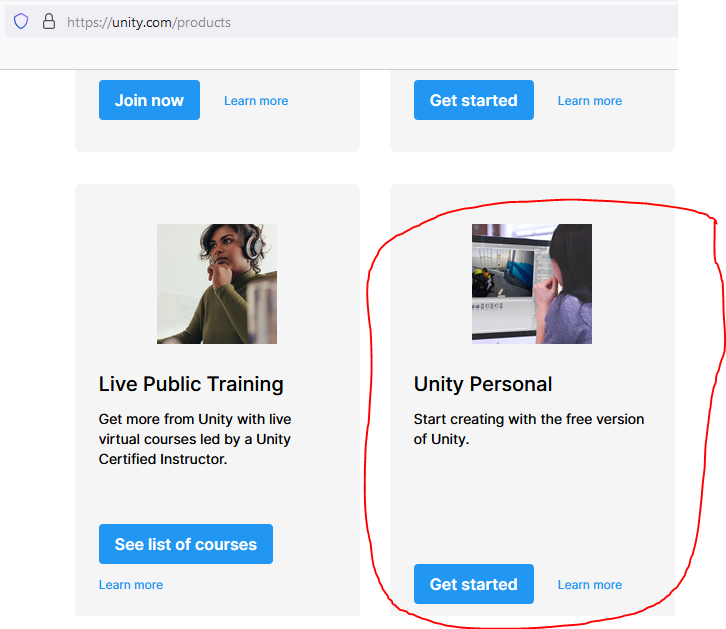 https://unity.com/products
Join now
Learn more
Get started
Learn more
Live Public Training
Get more from Unity with live
virtual courses led by a Unity
Certified Instructor.
See list of courses
Learn more
Unity Personal
Start creating with the free version
of Unity.
Get started
Learn more